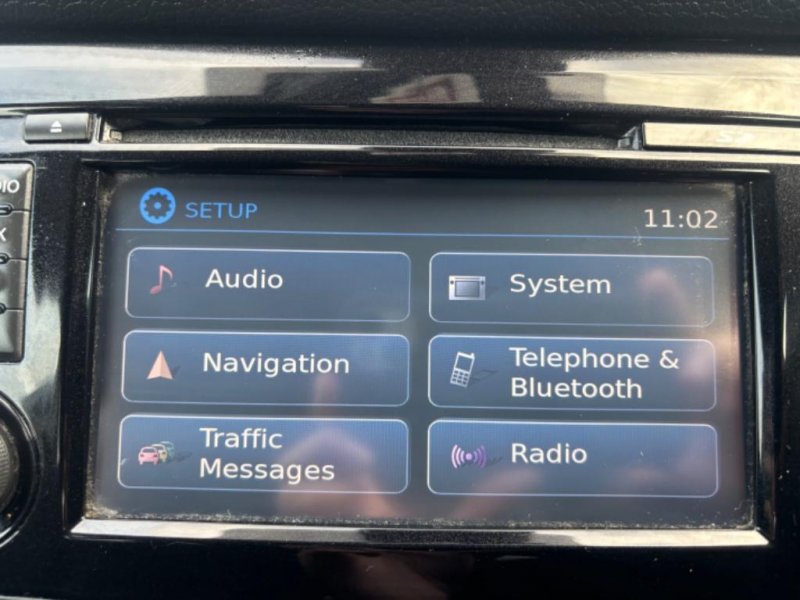 SETUP
11:02
Audio
System
Navigation
Telephone &
Bluetooth
Traffic
Messages
Radio